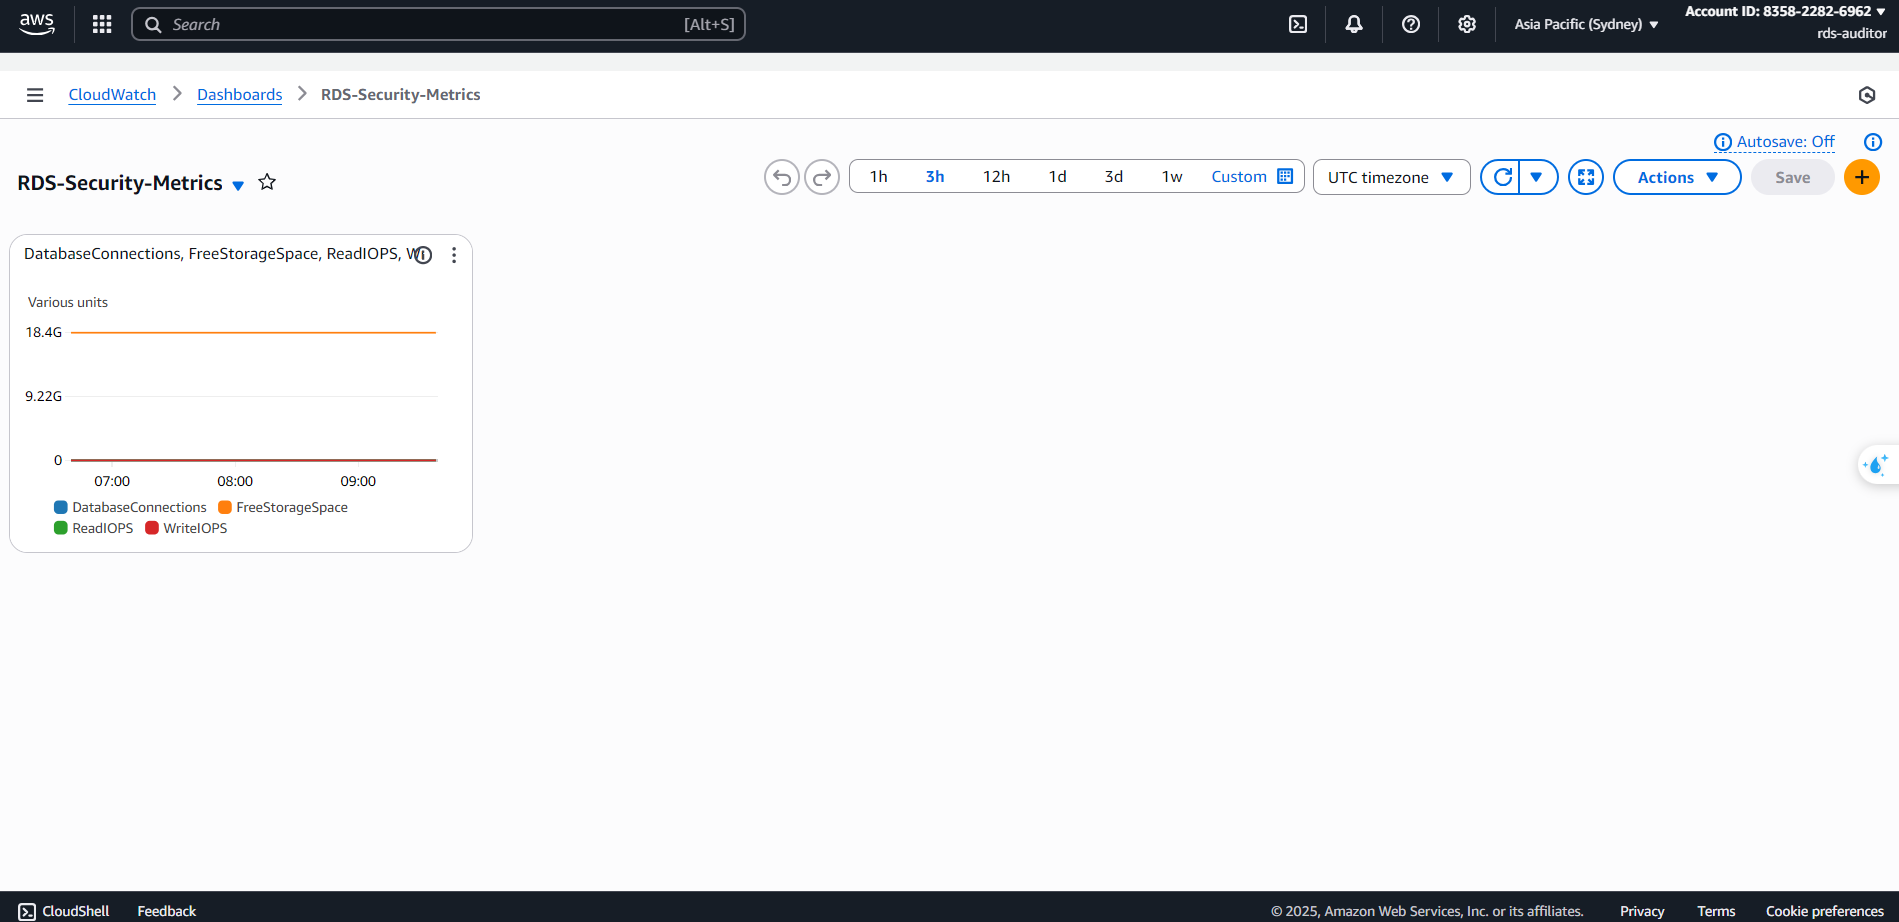 aws
Search [Alt+S]
Asia Pacific (Sydney)
Account ID: 8358-2282-6962
rds-auditor
CloudWatch > Dashboards > RDS-Security-Metrics
Autosave: Off
RDS-Security-Metrics
1h 3h 12h 1d 3d 1w Custom UTC timezone Actions Save
DatabaseConnections, FreeStorageSpace, ReadIOPS,
Various units
18.4G
9.22G
0
07:00 08:00 09:00
DatabaseConnections FreeStorageSpace
ReadIOPS WriteIOPS
CloudShell Feedback © 2025, Amazon Web Services, Inc. or its affiliates. Privacy Terms Cookie preferences